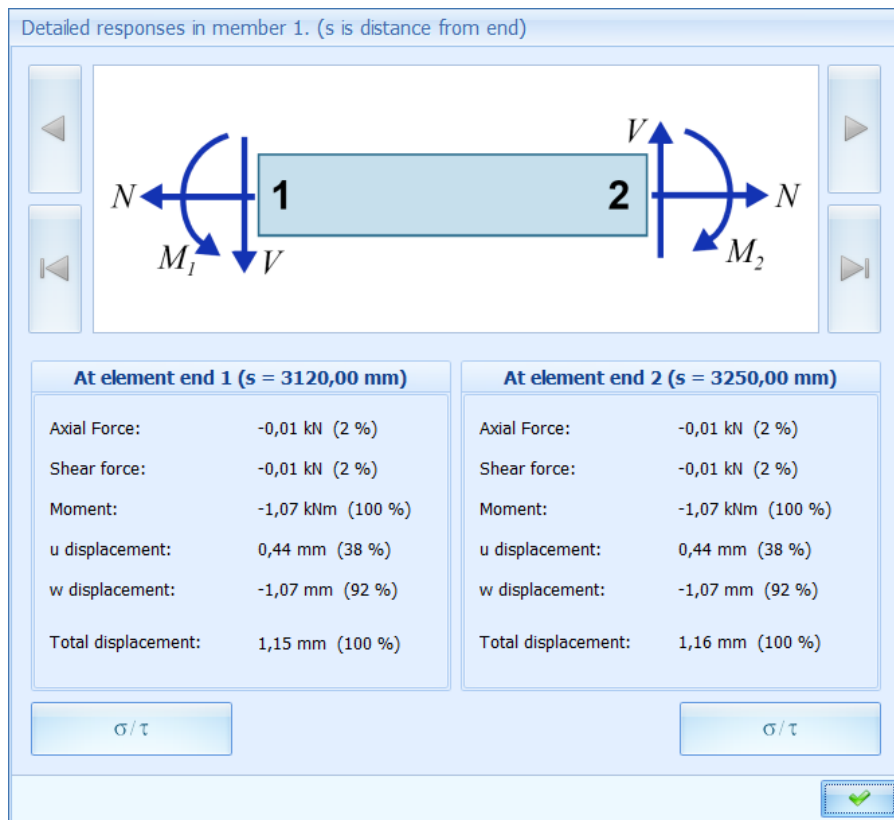 Detailed responses in member 1. (s is distance from end)
V
N 1 2 N
M1 V M2
At element end 1 (s = 3120,00 mm)
Axial Force: -0,01 kN (2 %)
Shear force: -0,01 kN (2 %)
Moment: -1,07 kNm (100 %)
u displacement: 0,44 mm (38 %)
w displacement: -1,07 mm (92 %)
Total displacement: 1,15 mm (100 %)
σ/τ
At element end 2 (s = 3250,00 mm)
Axial Force: -0,01 kN (2 %)
Shear force: -0,01 kN (2 %)
Moment: -1,07 kNm (100 %)
u displacement: 0,44 mm (38 %)
w displacement: -1,07 mm (92 %)
Total displacement: 1,16 mm (100 %)
σ/τ